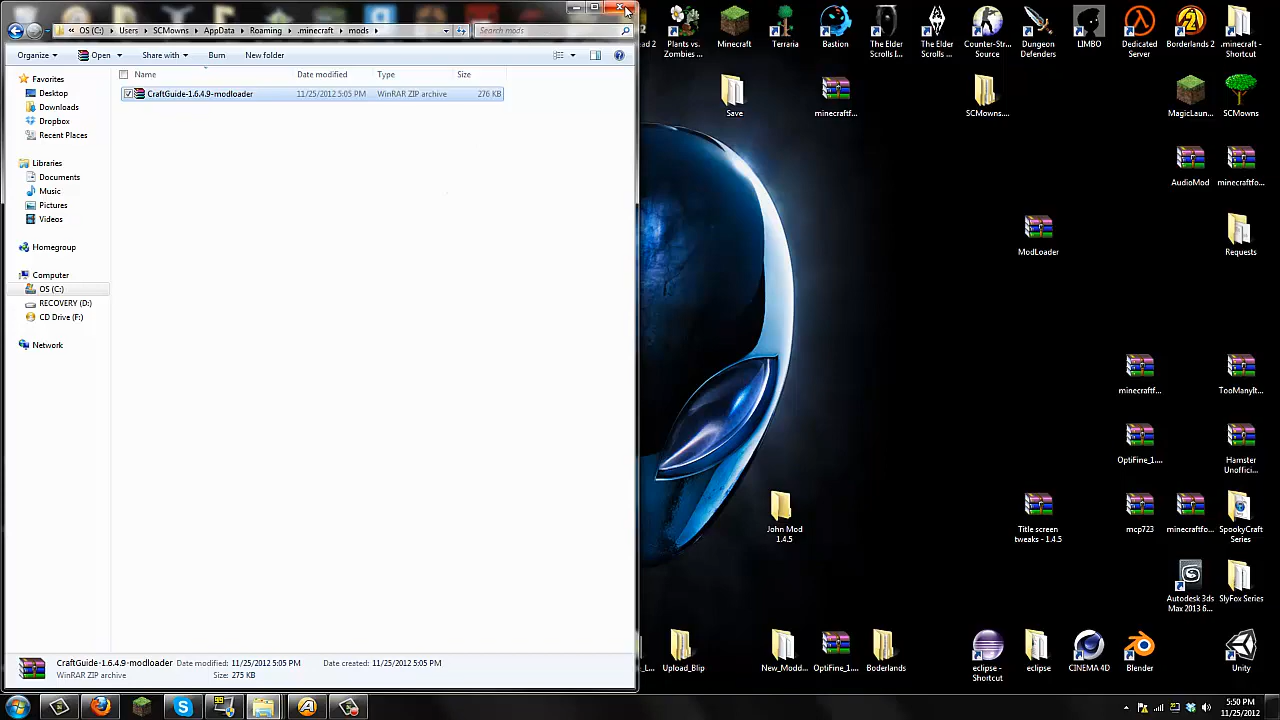 « OS (C:) ▸ Users ▸ SCMowns ▸ AppData ▸ Roaming ▸ .minecraft ▸ mods ▸
Search mods
Organize
Open
Share with
Burn
New folder
Name
Date modified
Type
Size
CraftGuide-1.6.4.9-modloader
11/25/2012 5:05 PM
WinRAR ZIP archive
276 KB
Favorites
Desktop
Downloads
Dropbox
Recent Places
Libraries
Documents
Music
Pictures
Videos
Homegroup
Computer
OS (C:)
RECOVERY (D:)
CD Drive (F:)
Network
CraftGuide-1.6.4.9-modloader
Date modified: 11/25/2012 5:05 PM
Date created: 11/25/2012 5:05 PM
WinRAR ZIP archive
Size: 275 KB
Plants vs. Zombies ...
Minecraft
Terraria
Bastion
The Elder Scrolls I...
The Elder Scrolls ...
Counter-Str... Source
Dungeon Defenders
LIMBO
Dedicated Server
Borderlands 2
.minecraft - Shortcut
Save
minecraftf...
SCMowns....
MagicLaun...
SCMowns
AudioMod
minecraftfo...
ModLoader
Requests
minecraftf...
TooManyIt...
OptiFine_1....
Hamster Unoffici...
John Mod 1.4.5
Title screen tweaks - 1.4.5
mcp723
minecraftfo...
SpookyCraft Series
Autodesk 3ds Max 2013 6...
SlyFox Series
Upload_Blip
New_Modd...
OptiFine_1....
Boderlands
eclipse - Shortcut
eclipse
CINEMA 4D
Blender
Unity
5:50 PM
11/25/2012